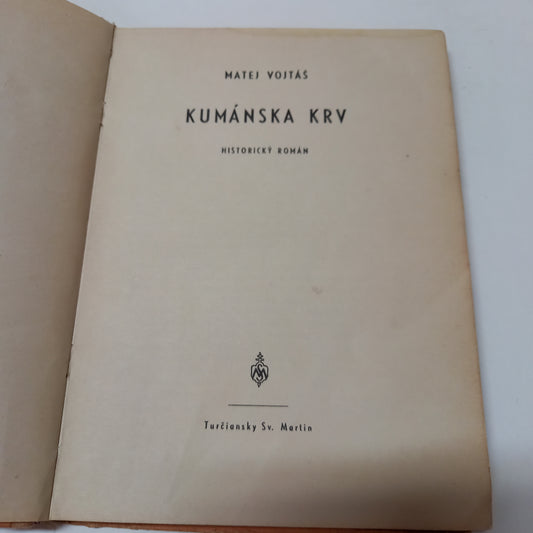 MATEJ VOJTÁŠ
KUMÁNSKA KRV
HISTORICKÝ ROMÁN
Turčiansky Sv. Martin